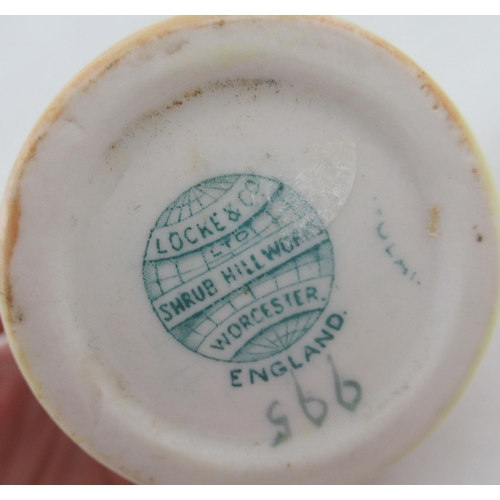 LOCKE & CO
LTD
SHRUB HILL WORKS
WORCESTER.
ENGLAND.
995